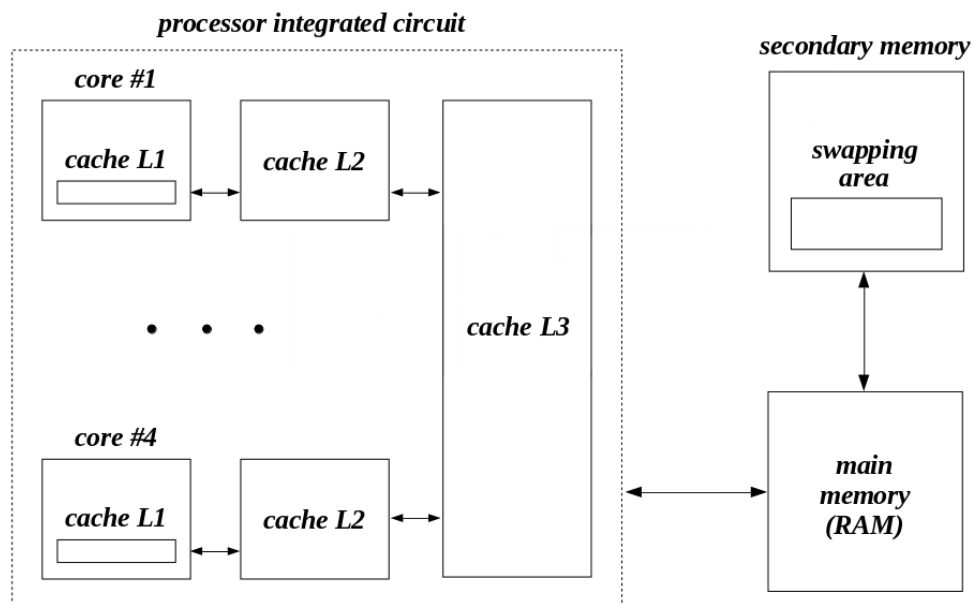 processor integrated circuit
secondary memory
core #1
cache L1
cache L2
swapping
area
cache L3
core #4
cache L1
cache L2
main
memory
(RAM)